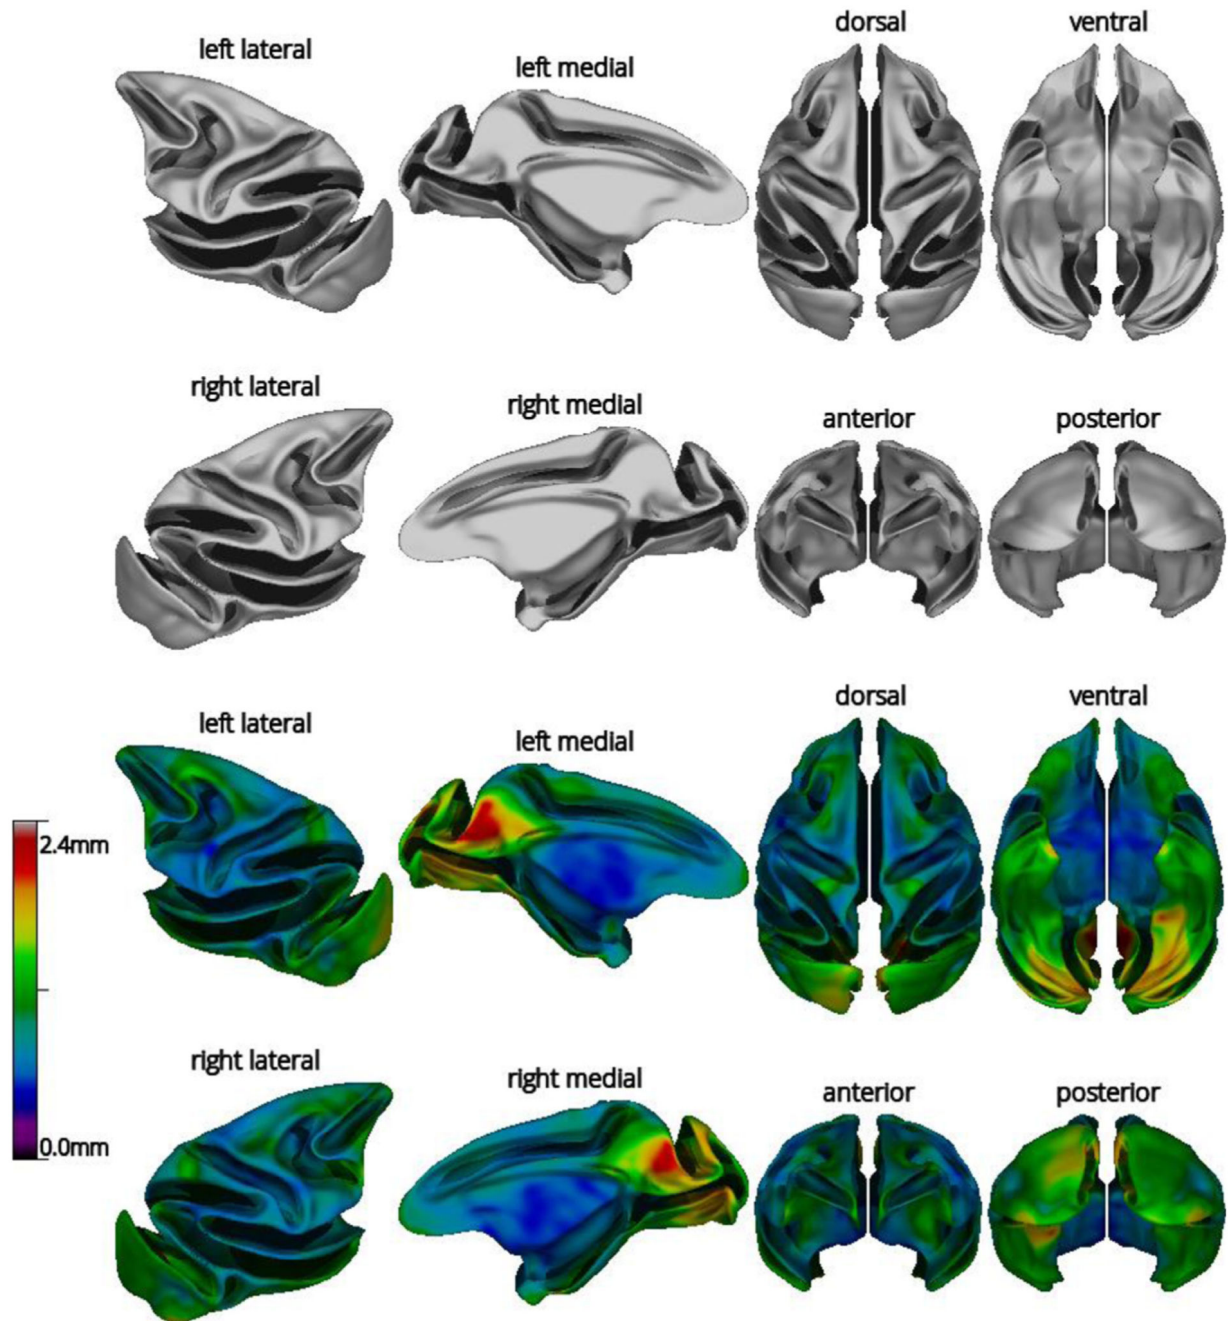 left lateral
left medial
dorsal
ventral
right lateral
right medial
anterior
posterior
left lateral
left medial
dorsal
ventral
2.4mm
0.0mm
right lateral
right medial
anterior
posterior